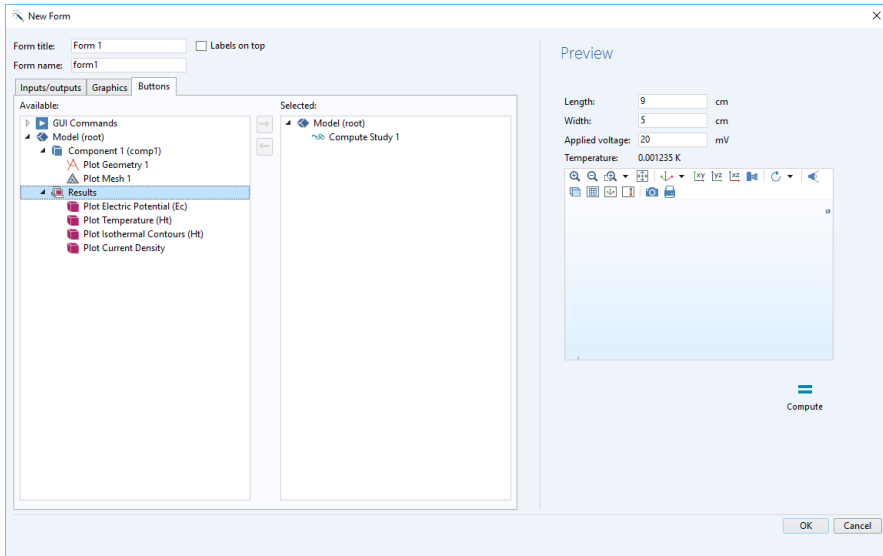 New Form
Form title: Form 1 Labels on top
Form name: form1
Inputs/outputs Graphics Buttons
Available:
GUI Commands
Model (root)
Component 1 (comp1)
Plot Geometry 1
Plot Mesh 1
Results
Plot Electric Potential (Ec)
Plot Temperature (Ht)
Plot Isothermal Contours (Ht)
Plot Current Density
Selected:
Model (root)
Compute Study 1
Preview
Length: 9 cm
Width: 5 cm
Applied voltage: 20 mV
Temperature: 0.001235 K
xy yz xz
Compute
OK Cancel